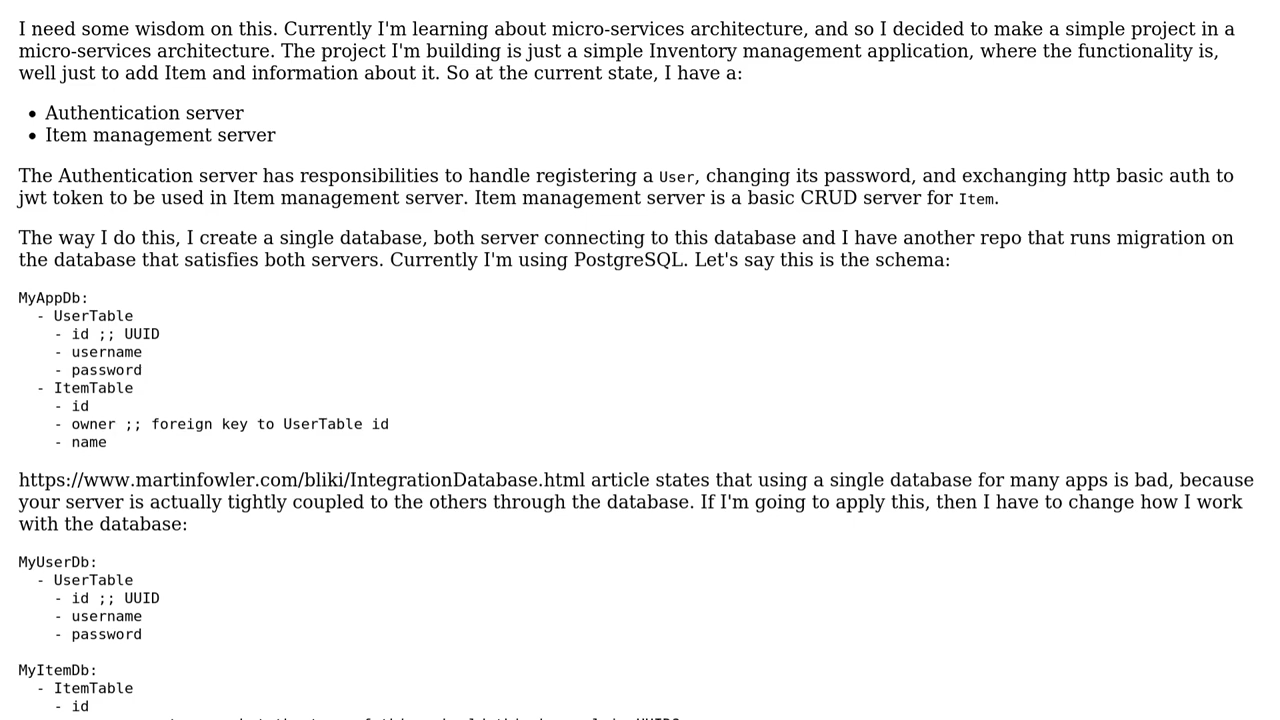 I need some wisdom on this. Currently I'm learning about micro-services architecture, and so I decided to make a simple project in a
micro-services architecture. The project I'm building is just a simple Inventory management application, where the functionality is,
well just to add Item and information about it. So at the current state, I have a:
• Authentication server
• Item management server
The Authentication server has responsibilities to handle registering a User, changing its password, and exchanging http basic auth to
jwt token to be used in Item management server. Item management server is a basic CRUD server for Item.
The way I do this, I create a single database, both server connecting to this database and I have another repo that runs migration on
the database that satisfies both servers. Currently I'm using PostgreSQL. Let's say this is the schema:
MyAppDb:
  - UserTable
    - id ;; UUID
    - username
    - password
  - ItemTable
    - id
    - owner ;; foreign key to UserTable id
    - name
https://www.martinfowler.com/bliki/IntegrationDatabase.html article states that using a single database for many apps is bad, because
your server is actually tightly coupled to the others through the database. If I'm going to apply this, then I have to change how I work
with the database:
MyUserDb:
  - UserTable
    - id ;; UUID
    - username
    - password
MyItemDb:
  - ItemTable
    - id